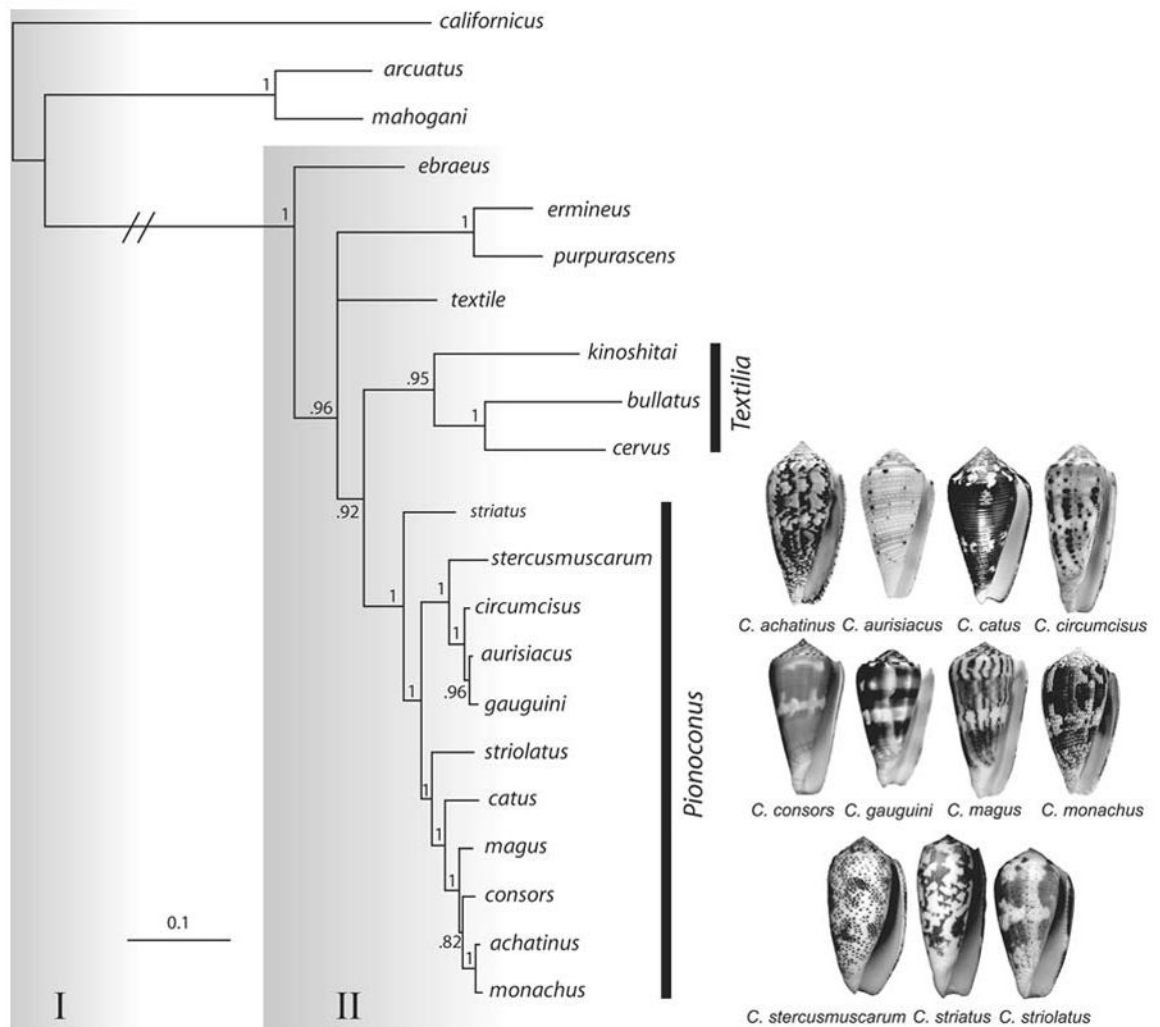 californicus
1
arcuatus
mahogani
ebraeus
1
ermineus
1
purpurascens
textile
kinoshitai
.95
bullatus
1
cervus
Textilia
.96
.92
striatus
stercusmuscarum
1
1
circumcisus
1
aurisiacus
.96
gauguini
1
striolatus
1
catus
1
magus
1
consors
.82
achatinus
1
monachus
Pionoconus
0.1
I
II
C. achatinus C. aurisiacus C. catus C. circumcisus
C. consors C. gauguini C. magus C. monachus
C. stercusmuscarum C. striatus C. striolatus